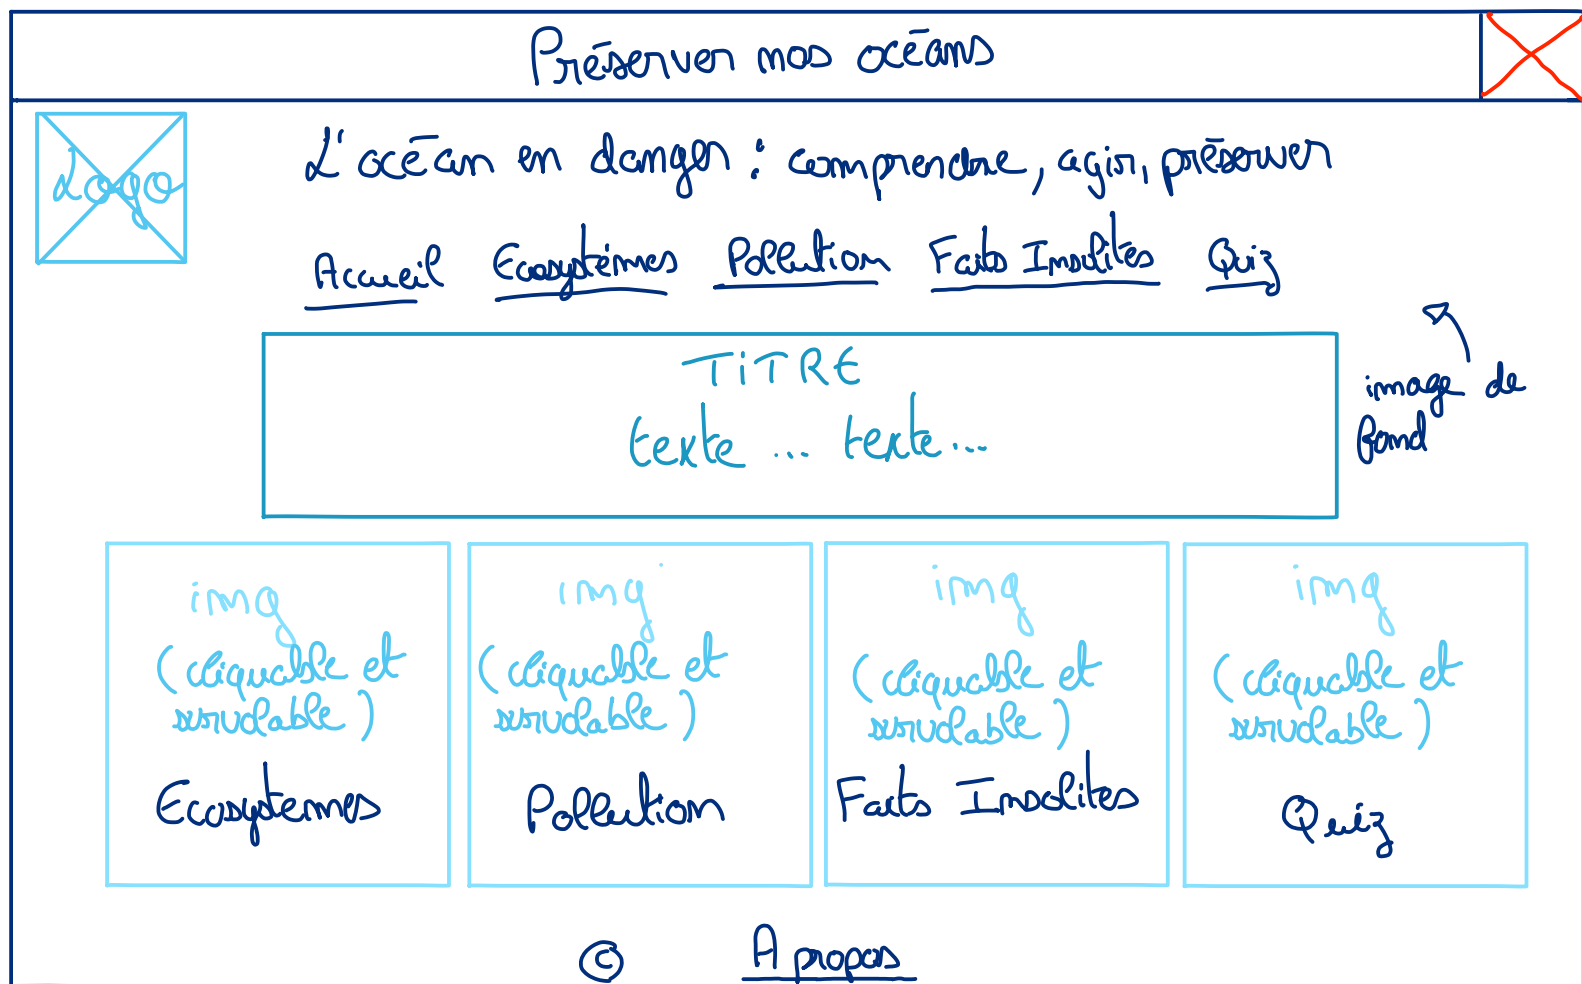 Préserver nos océans
Logo
L'océan en danger : comprendre, agir, préserver
Accueil Ecosystèmes Pollution Faits Insolites Quiz
TiTRE
texte ... texte...
image de
fond
img
(cliquable et
survolable)
Ecosystemes
img
(cliquable et
survolable)
Pollution
img
(cliquable et
survolable)
Faits Insolites
img
(cliquable et
survolable)
Quiz
© A propos